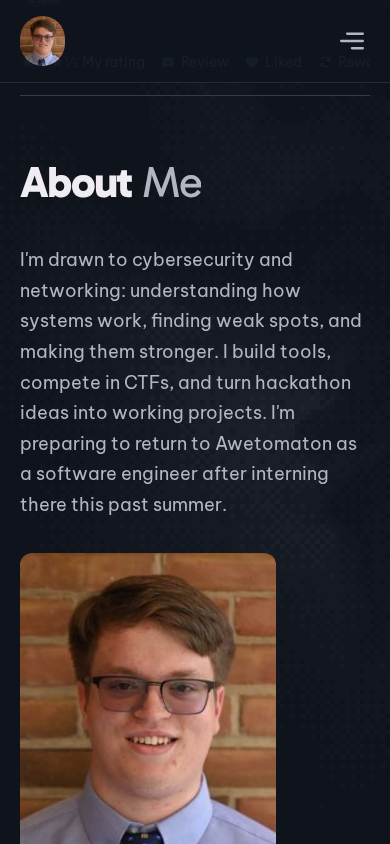 My rating Review Liked
About Me
I'm drawn to cybersecurity and
networking: understanding how
systems work, finding weak spots, and
making them stronger. I build tools,
compete in CTFs, and turn hackathon
ideas into working projects. I'm
preparing to return to Awetomaton as
a software engineer after interning
there this past summer.